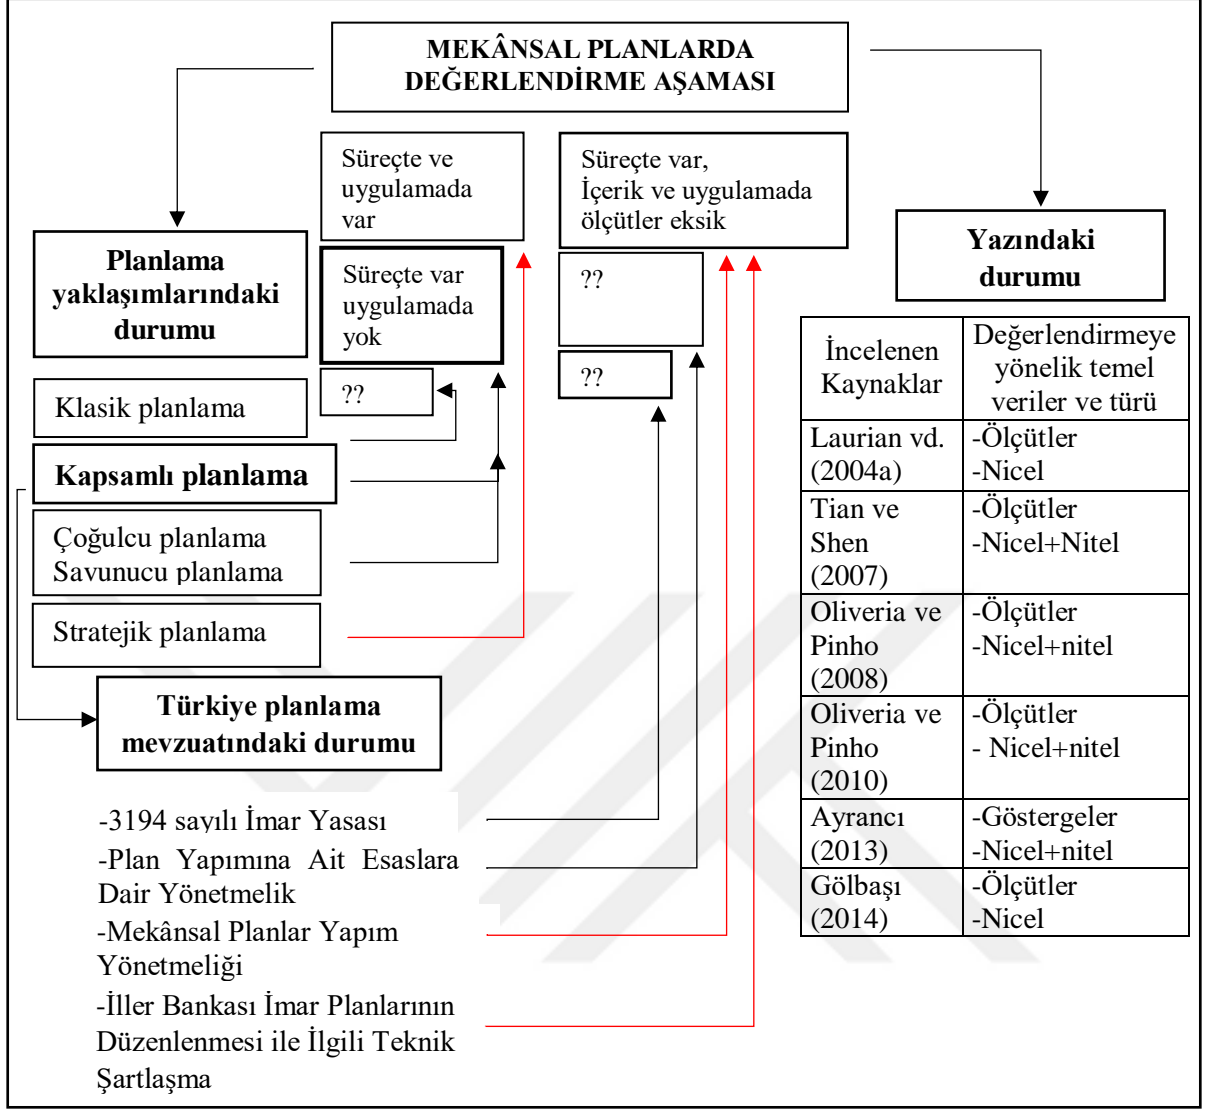 MEKÂNSAL PLANLARDA
DEĞERLENDİRME AŞAMASI
Süreçte ve
uygulamada
var
Süreçte var,
İçerik ve uygulamada
ölçütler eksik
Planlama
yaklaşımlarındaki
durumu
Süreçte var
uygulamada
yok
??
??
??
Klasik planlama
Kapsamlı planlama
Çoğulcu planlama
Savunucu planlama
Stratejik planlama
Türkiye planlama
mevzuatındaki durumu
-3194 sayılı İmar Yasası
-Plan Yapımına Ait Esaslara
Dair Yönetmelik
-Mekânsal Planlar Yapım
Yönetmeliği
-İller Bankası İmar Planlarının
Düzenlenmesi ile İlgili Teknik
Şartlaşma
Yazındaki
durumu
İncelenen
Kaynaklar
Değerlendirmeye
yönelik temel
veriler ve türü
Laurian vd.
(2004a)
-Ölçütler
-Nicel
Tian ve
Shen
(2007)
-Ölçütler
-Nicel+Nitel
Oliveria ve
Pinho
(2008)
-Ölçütler
-Nicel+nitel
Oliveria ve
Pinho
(2010)
-Ölçütler
- Nicel+nitel
Ayrancı
(2013)
-Göstergeler
-Nicel+nitel
Gölbaşı
(2014)
-Ölçütler
-Nicel